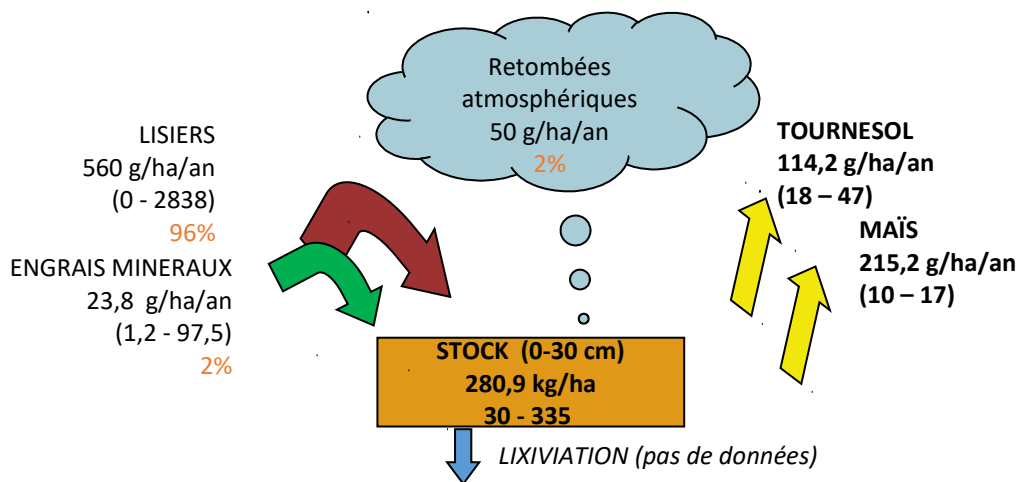 Retombées
atmosphériques
50 g/ha/an
2%
LISIERS
560 g/ha/an
(0 - 2838)
96%
ENGRAIS MINERAUX
23,8 g/ha/an
(1,2 - 97,5)
2%
TOURNESOL
114,2 g/ha/an
(18 – 47)
MAÏS
215,2 g/ha/an
(10 – 17)
STOCK (0-30 cm)
280,9 kg/ha
30 - 335
LIXIVIATION (pas de données)